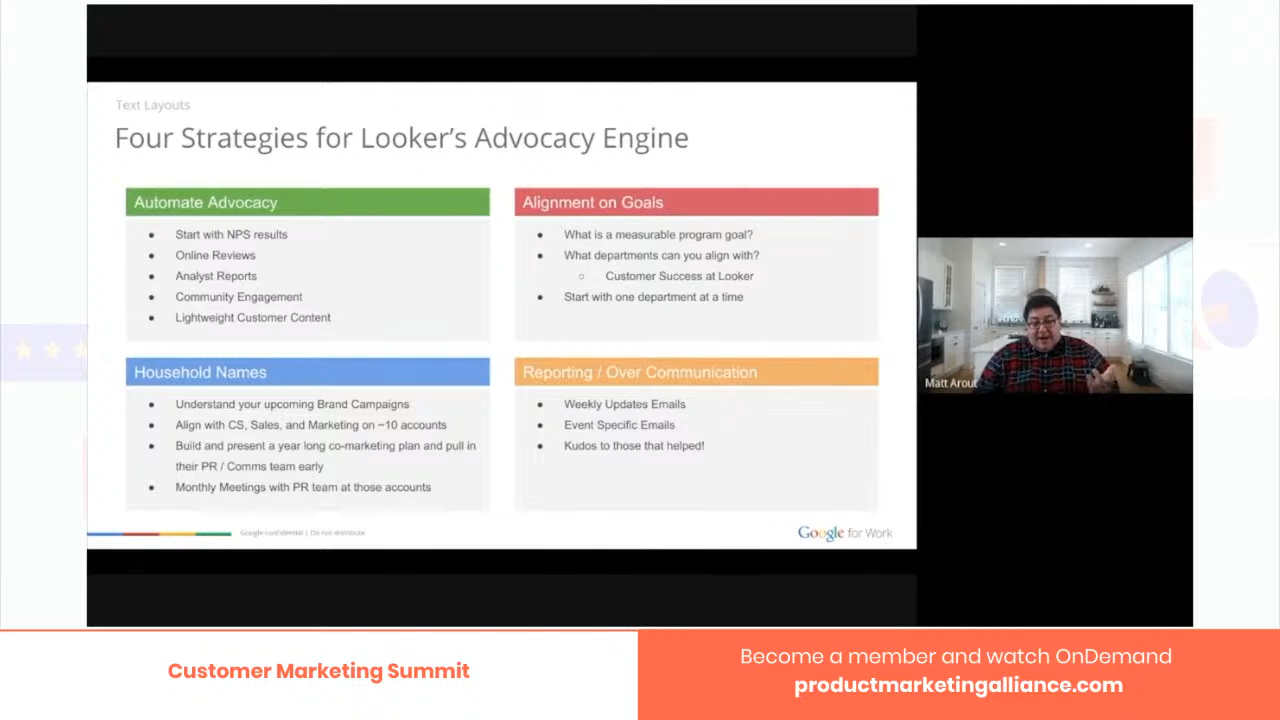 Text Layouts
Four Strategies for Looker's Advocacy Engine
Automate Advocacy
● Start with NPS results
● Online Reviews
● Analyst Reports
● Community Engagement
● Lightweight Customer Content
Alignment on Goals
● What is a measurable program goal?
● What departments can you align with?
○ Customer Success at Looker
● Start with one department at a time
Household Names
● Understand your upcoming Brand Campaigns
● Align with CS, Sales, and Marketing on ~10 accounts
● Build and present a year long co-marketing plan and pull in
their PR / Comms team early
● Monthly Meetings with PR team at those accounts
Reporting / Over Communication
● Weekly Updates Emails
● Event Specific Emails
● Kudos to those that helped!
Google confidential | Do not distribute
Google for Work
Matt Arout
Customer Marketing Summit
Become a member and watch OnDemand
productmarketingalliance.com